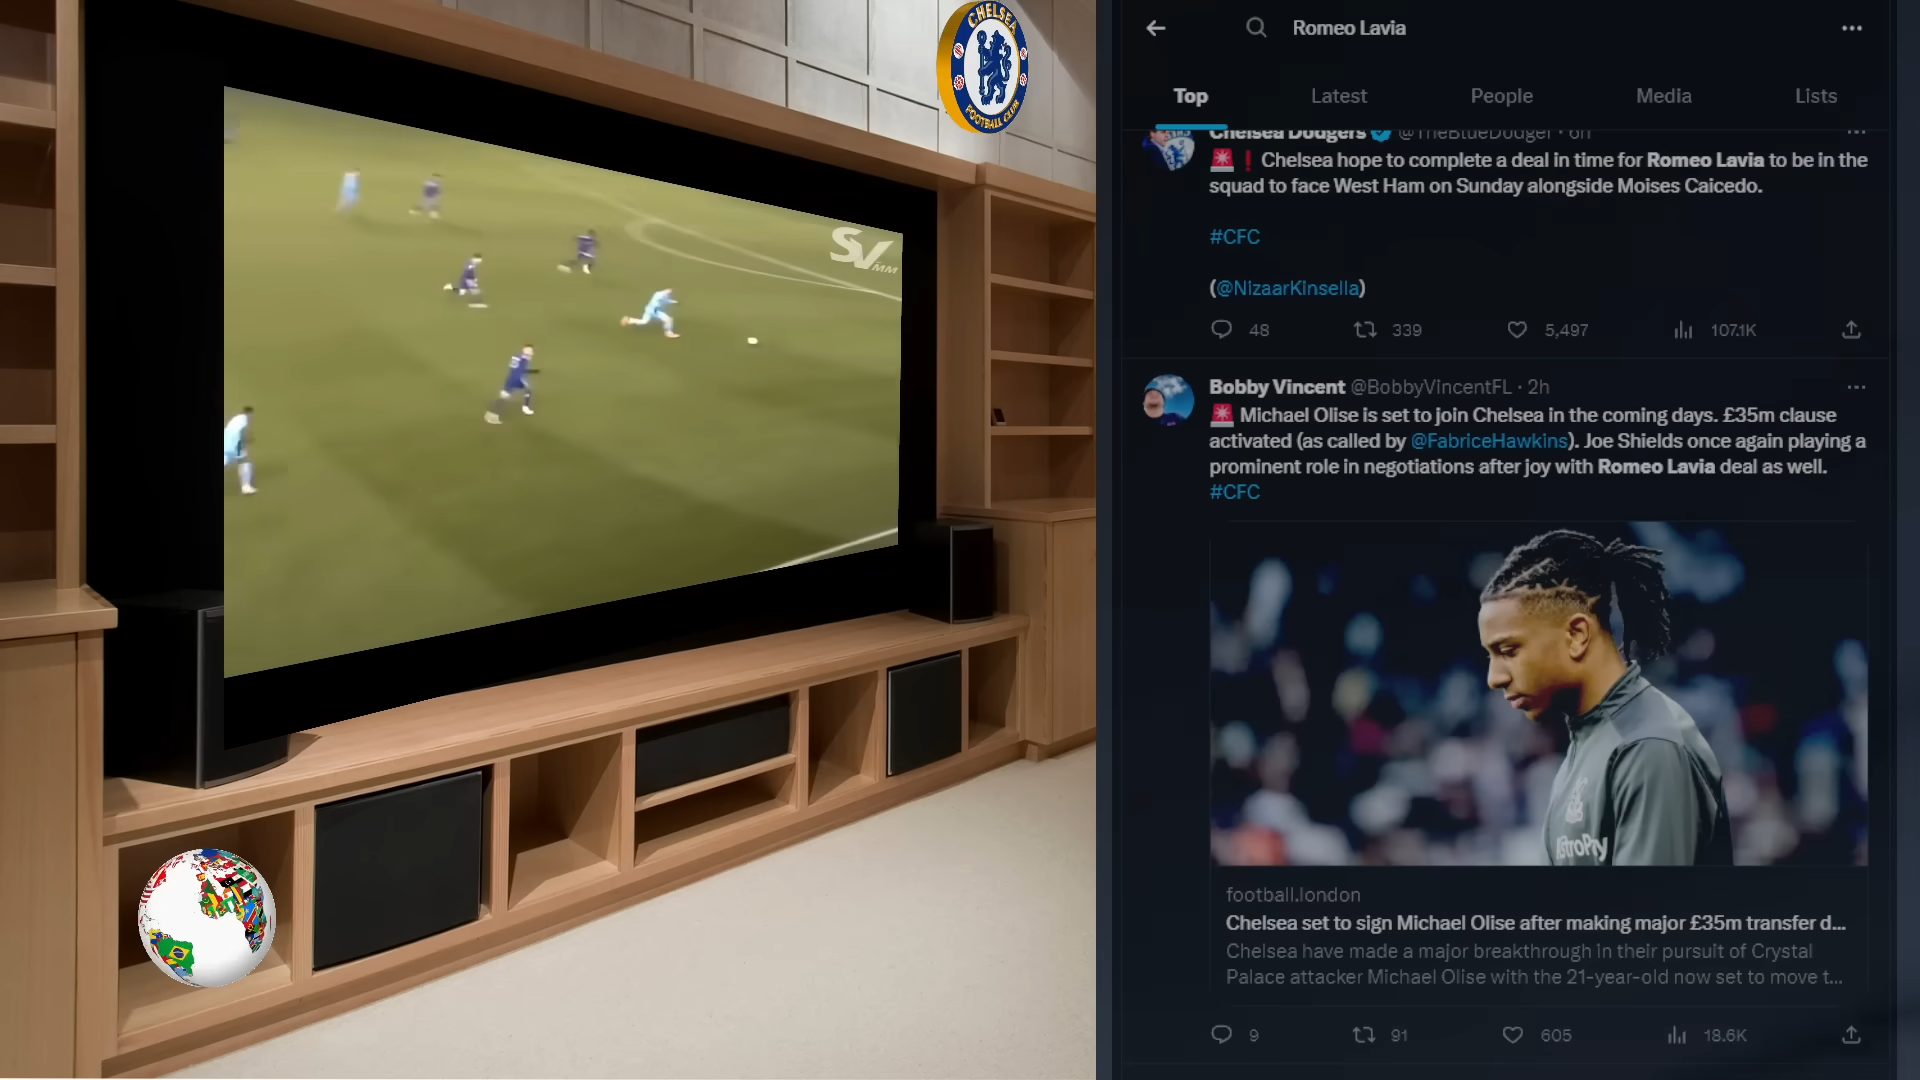 CHELSEA
FOOTBALL CLUB
SV
MM
Romeo Lavia
Top
Latest
People
Media
Lists
Chelsea Dodgers @TheBlueDodger · 6h
Chelsea hope to complete a deal in time for Romeo Lavia to be in the
squad to face West Ham on Sunday alongside Moises Caicedo.
#CFC
(@NizaarKinsella)
48
339
5,497
107.1K
Bobby Vincent @BobbyVincentFL · 2h
Michael Olise is set to join Chelsea in the coming days. £35m clause
activated (as called by @FabriceHawkins). Joe Shields once again playing a
prominent role in negotiations after joy with Romeo Lavia deal as well.
#CFC
AstroPay
football.london
Chelsea set to sign Michael Olise after making major £35m transfer d...
Chelsea have made a major breakthrough in their pursuit of Crystal
Palace attacker Michael Olise with the 21-year-old now set to move t...
9
91
605
18.6K